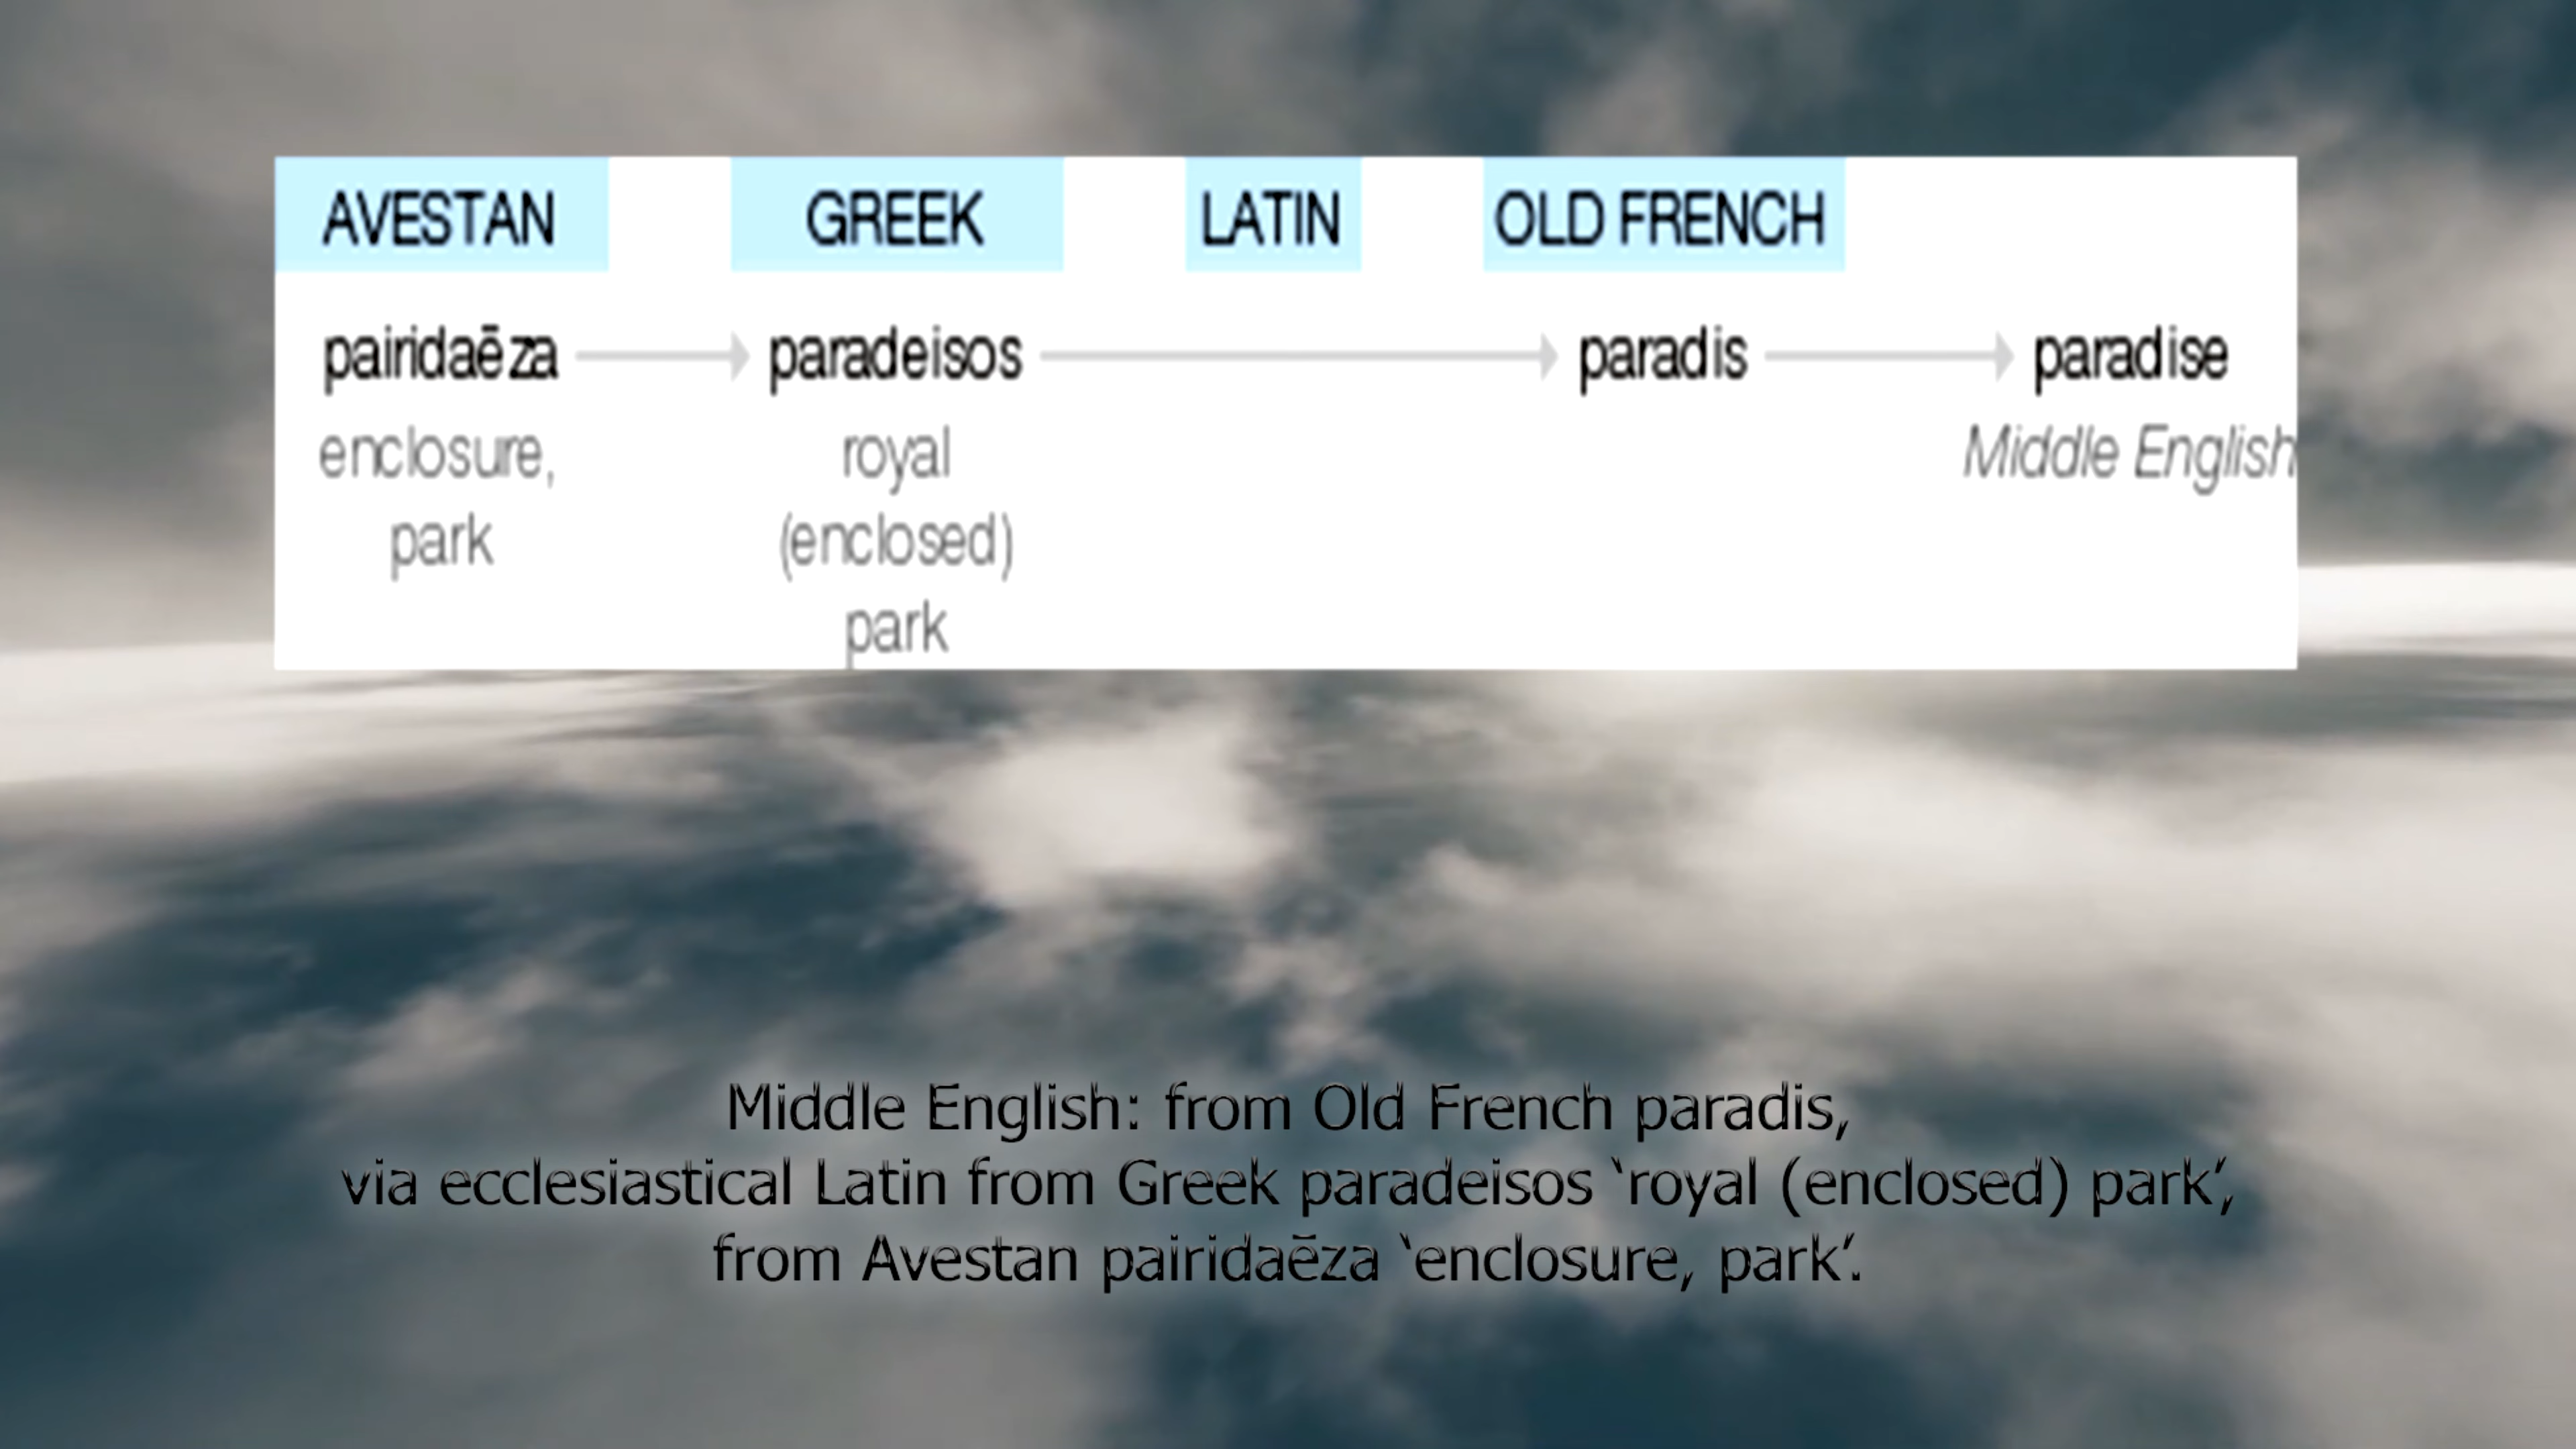 AVESTAN GREEK LATIN OLD FRENCH
pairidaēza paradeisos paradis paradise
enclosure, royal Middle English
park (enclosed)
park
Middle English: from Old French paradis,
via ecclesiastical Latin from Greek paradeisos ‘royal (enclosed) park’,
from Avestan pairidaēza ‘enclosure, park’.